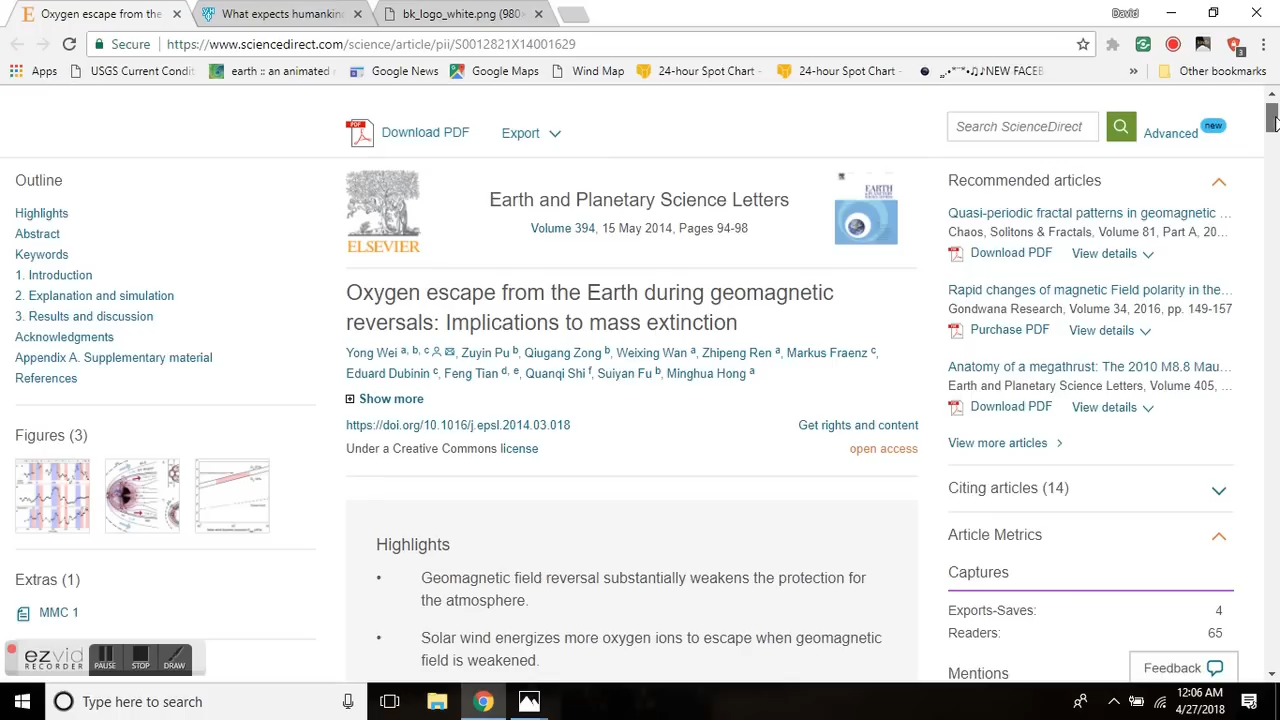 Oxygen escape from the
What expects humankin
bk_logo_white.png (980×
David
Secure
https://www.sciencedirect.com/science/article/pii/S0012821X14001629
3
Apps
USGS Current Condi
earth :: an animated
Google News
Google Maps
Wind Map
24-hour Spot Chart -
24-hour Spot Chart -
NEW FACEB
Other bookmarks
PDF
Download PDF
Export
Search ScienceDirect
Advanced
new
Outline
Highlights
Abstract
Keywords
1. Introduction
2. Explanation and simulation
3. Results and discussion
Acknowledgments
Appendix A. Supplementary material
References
Figures (3)
Extras (1)
MMC 1
ELSEVIER
Earth and Planetary Science Letters
Volume 394, 15 May 2014, Pages 94-98
EARTH
Oxygen escape from the Earth during geomagnetic
reversals: Implications to mass extinction
Yong Wei a, b, c, Zuyin Pu b, Qiugang Zong b, Weixing Wan a, Zhipeng Ren a, Markus Fraenz c,
Eduard Dubinin c, Feng Tian d, e, Quanqi Shi f, Suiyan Fu b, Minghua Hong a
Show more
https://doi.org/10.1016/j.epsl.2014.03.018
Get rights and content
Under a Creative Commons license
open access
Highlights
• Geomagnetic field reversal substantially weakens the protection for
the atmosphere.
• Solar wind energizes more oxygen ions to escape when geomagnetic
field is weakened.
Recommended articles
Quasi-periodic fractal patterns in geomagnetic ...
Chaos, Solitons & Fractals, Volume 81, Part A, 20...
Download PDF
View details
Rapid changes of magnetic Field polarity in the...
Gondwana Research, Volume 34, 2016, pp. 149-157
Purchase PDF
View details
Anatomy of a megathrust: The 2010 M8.8 Mau...
Earth and Planetary Science Letters, Volume 405, ...
Download PDF
View details
View more articles
Citing articles (14)
Article Metrics
Captures
Exports-Saves:
4
Readers:
65
Mentions
Feedback
ezvid
RECORDER
PAUSE
STOP
DRAW
Type here to search
12:06 AM
4/27/2018